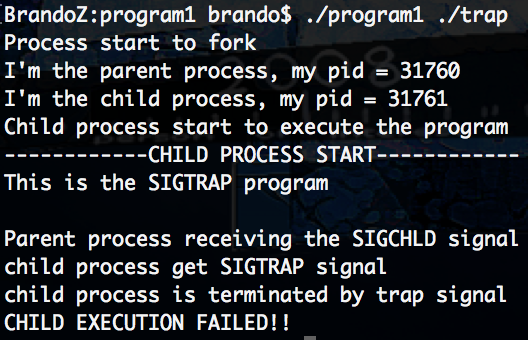 BrandoZ:program1 brando$ ./program1 ./trap
Process start to fork
I'm the parent process, my pid = 31760
I'm the child process, my pid = 31761
Child process start to execute the program
------------CHILD PROCESS START------------
This is the SIGTRAP program
Parent process receiving the SIGCHLD signal
child process get SIGTRAP signal
child process is terminated by trap signal
CHILD EXECUTION FAILED!!